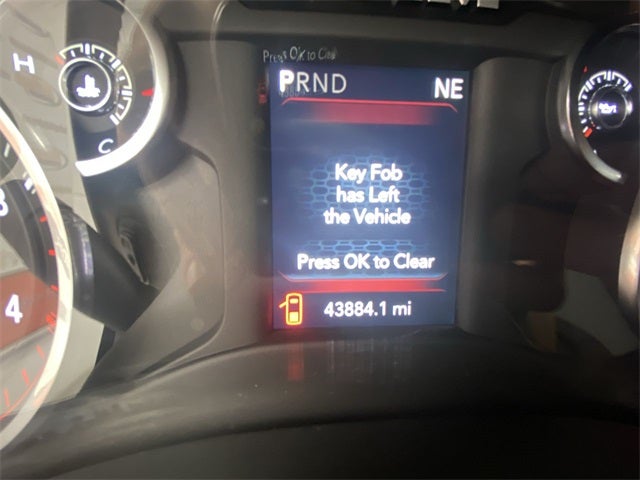 Press OK to Clear
H
PRND NE
Key Fob
has Left
the Vehicle
C
Press OK to Clear
4
43884.1 mi